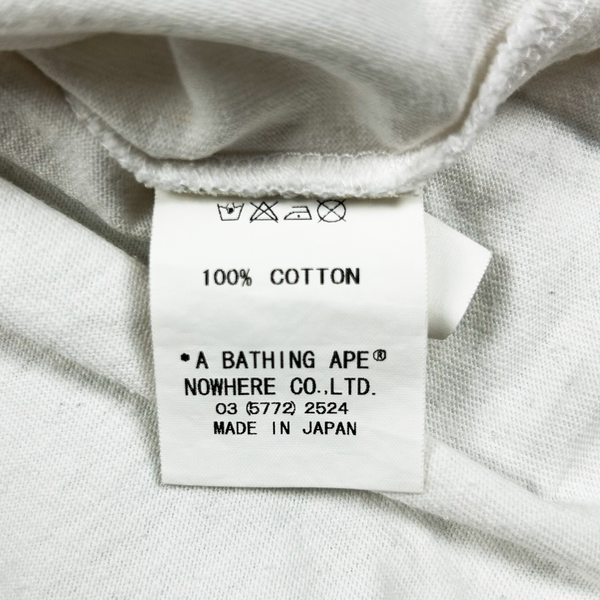 100% COTTON
*A BATHING APE®
NOWHERE CO.,LTD.
03 (5772) 2524
MADE IN JAPAN